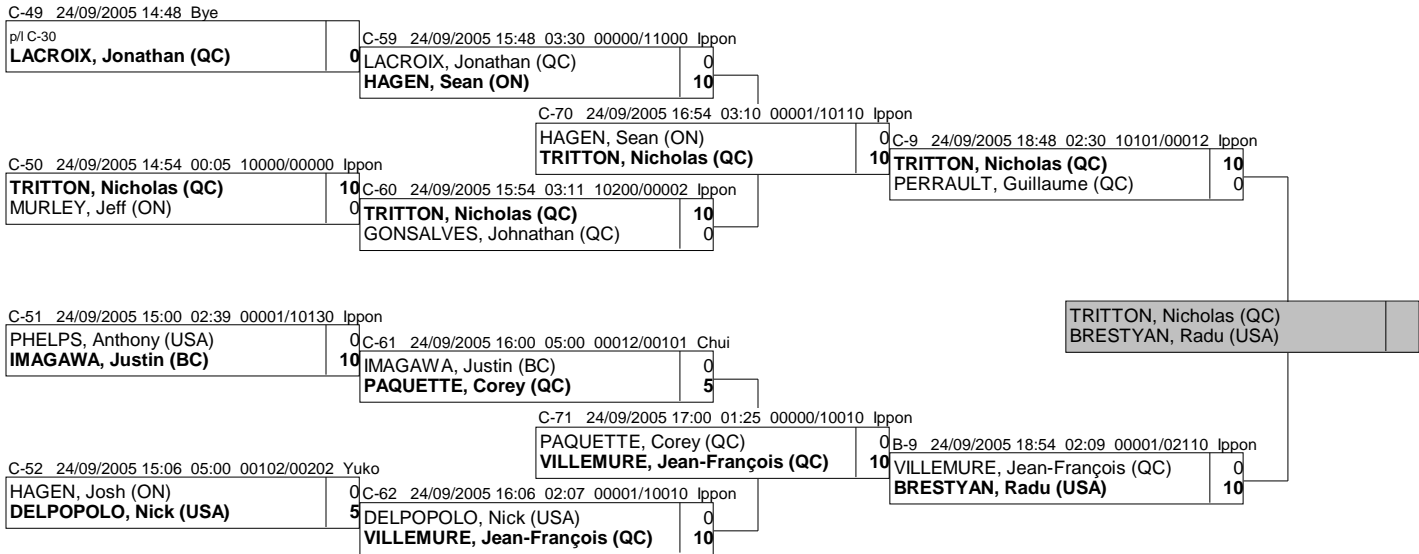 C-49 24/09/2005 14:48 Bye
p/l C-30
LACROIX, Jonathan (QC) 0
C-50 24/09/2005 14:54 00:05 10000/00000 Ippon
TRITTON, Nicholas (QC) 10
MURLEY, Jeff (ON) 0
C-51 24/09/2005 15:00 02:39 00001/10130 Ippon
PHELPS, Anthony (USA) 0
IMAGAWA, Justin (BC) 10
C-52 24/09/2005 15:06 05:00 00102/00202 Yuko
HAGEN, Josh (ON) 0
DELPOPOLO, Nick (USA) 5
C-59 24/09/2005 15:48 03:30 00000/11000 Ippon
LACROIX, Jonathan (QC) 0
HAGEN, Sean (ON) 10
C-60 24/09/2005 15:54 03:11 10200/00002 Ippon
TRITTON, Nicholas (QC) 10
GONSALVES, Johnathan (QC) 0
C-61 24/09/2005 16:00 05:00 00012/00101 Chui
IMAGAWA, Justin (BC) 0
PAQUETTE, Corey (QC) 5
C-62 24/09/2005 16:06 02:07 00001/10010 Ippon
DELPOPOLO, Nick (USA) 0
VILLEMURE, Jean-François (QC) 10
C-70 24/09/2005 16:54 03:10 00001/10110 Ippon
HAGEN, Sean (ON) 0
TRITTON, Nicholas (QC) 10
C-71 24/09/2005 17:00 01:25 00000/10010 Ippon
PAQUETTE, Corey (QC) 0
VILLEMURE, Jean-François (QC) 10
C-9 24/09/2005 18:48 02:30 10101/00012 Ippon
TRITTON, Nicholas (QC) 10
PERRAULT, Guillaume (QC) 0
B-9 24/09/2005 18:54 02:09 00001/02110 Ippon
VILLEMURE, Jean-François (QC) 0
BRESTYAN, Radu (USA) 10
TRITTON, Nicholas (QC)
BRESTYAN, Radu (USA)